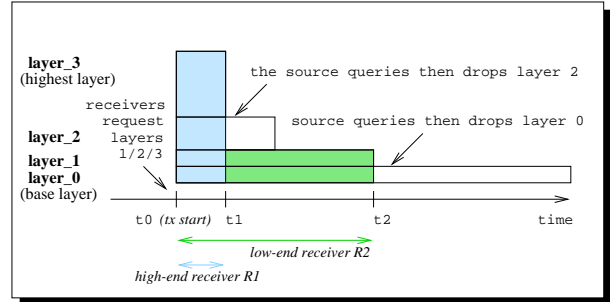 layer_3
(highest layer)
the source queries then drops layer 2
receivers
request
layers
1/2/3
source queries then drops layer 0
layer_2
layer_1
layer_0
(base layer)
t0 (tx start) t1 t2 time
low-end receiver R2
high-end receiver R1